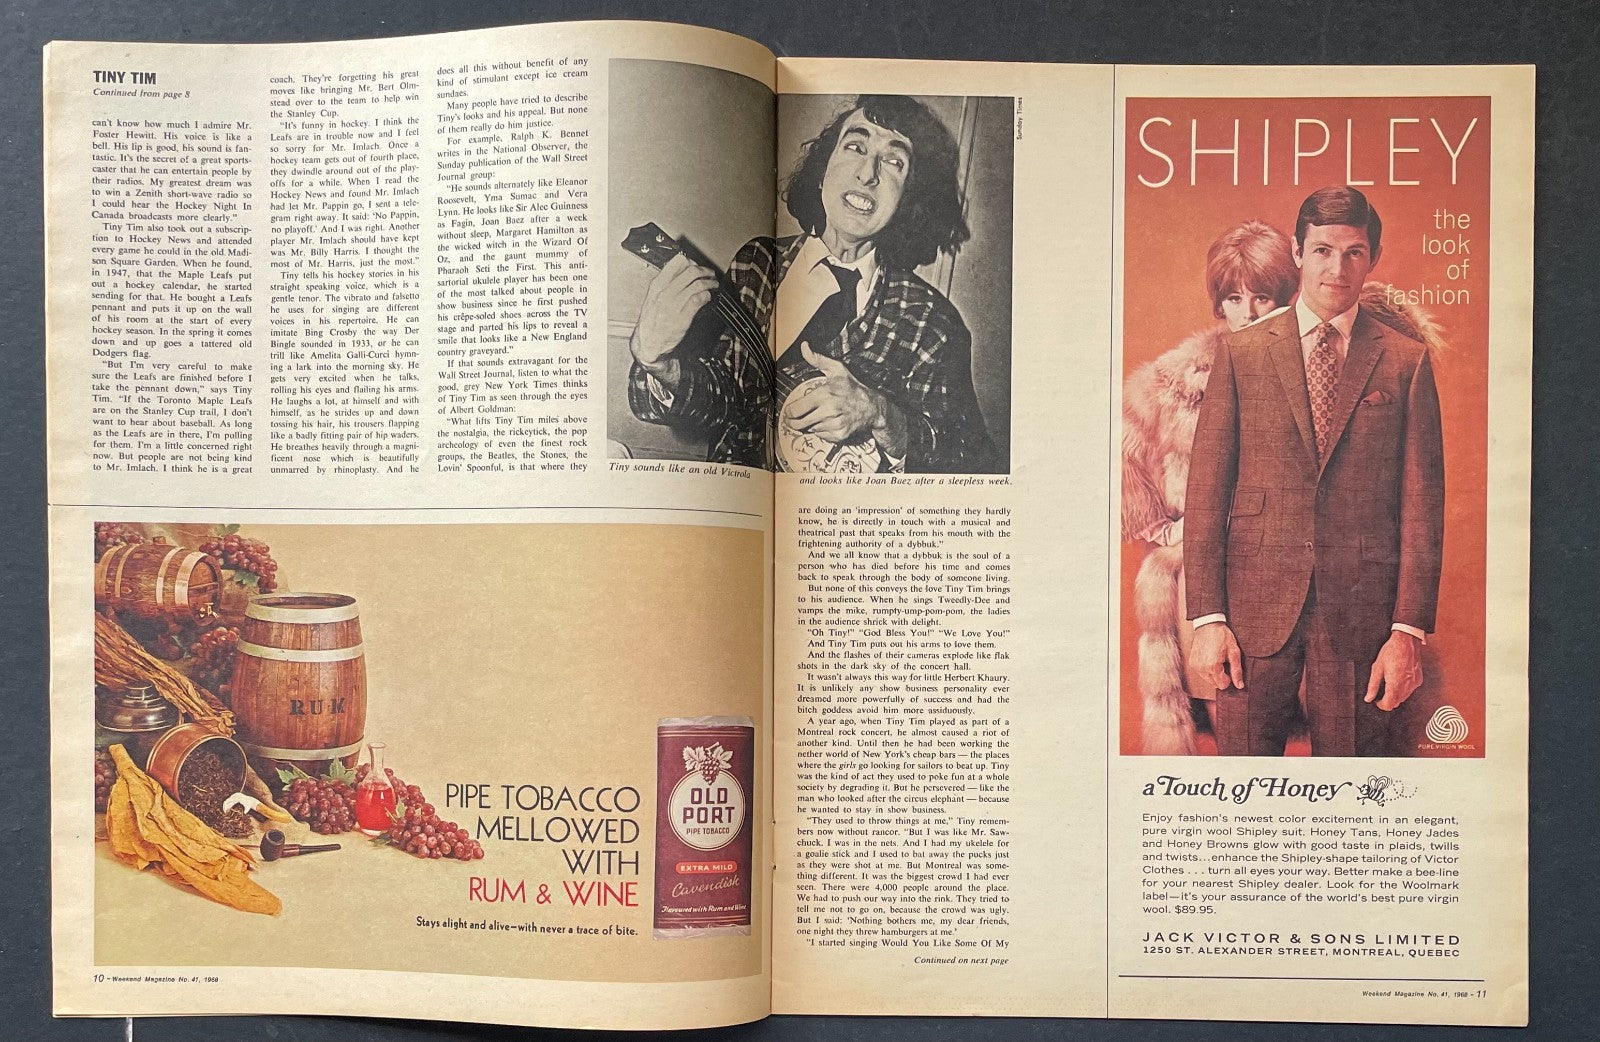 TINY TIM
Continued from page 8
can't know how much I admire Mr.
Foster Hewitt. His voice is like a
bell. His lip is good, his sound is fan-
tastic. It's the secret of a great sports-
caster that he can entertain people by
their radios. My greatest dream was
to win a Zenith short-wave radio so
I could hear the Hockey Night In
Canada broadcasts more clearly."
Tiny Tim also took out a subscrip-
tion to Hockey News and attended
every game he could in the old Madi-
son Square Garden. When he found,
in 1947, that the Maple Leafs put
out a hockey calendar, he started
sending for that. He bought a Leafs
pennant and puts it up on the wall
of his room at the start of every
hockey season. In the spring it comes
down and up goes a tattered old
Dodgers flag.
"But I'm very careful to make
sure the Leafs are finished before I
take the pennant down," says Tiny
Tim. "If the Toronto Maple Leafs
are on the Stanley Cup trail, I don't
want to hear about baseball. As long
as the Leafs are in there, I'm pulling
for them. I'm a little concerned right
now. But people are not being kind
to Mr. Imlach. I think he is a great
coach. They're forgetting his great
moves like bringing Mr. Bert Olm-
stead over to the team to help win
the Stanley Cup.
"It's funny in hockey. I think the
Leafs are in trouble now and I feel
so sorry for Mr. Imlach. Once a
hockey team gets out of fourth place,
they dwindle around out of the play-
offs for a while. When I read the
Hockey News and found Mr. Imlach
had let Mr. Pappin go, I sent a tele-
gram right away. It said: 'No Pappin,
no playoff.' And I was right. Another
player Mr. Imlach should have kept
was Mr. Billy Harris. I thought the
most of Mr. Harris, just the most."
Tiny tells his hockey stories in his
straight speaking voice, which is a
gentle tenor. The vibrato and falsetto
he uses for singing are different
voices in his repertoire. He can
imitate Bing Crosby the way Der
Bingle sounded in 1933, or he can
trill like Amelita Galli-Curci hymn-
ing a lark into the morning sky. He
gets very excited when he talks,
rolling his eyes and flailing his arms.
He laughs a lot, at himself and with
himself, as he strides up and down
tossing his hair, his trousers flapping
like a badly fitting pair of hip waders.
He breathes heavily through a magni-
ficent nose which is beautifully
unmarred by rhinoplasty. And he
does all this without benefit of any
kind of stimulant except ice cream
sundaes.
Many people have tried to describe
Tiny's looks and his appeal. But none
of them really do him justice.
For example, Ralph K. Bennet
writes in the National Observer, the
Sunday publication of the Wall Street
Journal group:
"He sounds alternately like Eleanor
Roosevelt, Yma Sumac and Vera
Lynn. He looks like Sir Alec Guinness
as Fagin, Joan Baez after a week
without sleep, Margaret Hamilton as
the wicked witch in the Wizard Of
Oz, and the gaunt mummy of
Pharaoh Seti the First. This anti-
sartorial ukulele player has been one
of the most talked about people in
show business since he first pushed
his crêpe-soled shoes across the TV
stage and parted his lips to reveal a
smile that looks like a New England
country graveyard."
If that sounds extravagant for the
Wall Street Journal, listen to what the
good, grey New York Times thinks
of Tiny Tim as seen through the eyes
of Albert Goldman:
"What lifts Tiny Tim miles above
the nostalgia, the rickeytick, the pop
archeology of even the finest rock
groups, the Beatles, the Stones, the
Lovin' Spoonful, is that where they
Tiny sounds like an old Victrola
Sunday Times
and looks like Joan Baez after a sleepless week.
RUM
PIPE TOBACCO
MELLOWED
WITH
RUM & WINE
Stays alight and alive–with never a trace of bite.
OLD
PORT
PIPE TOBACCO
EXTRA MILD
Cavendish
Flavoured with Rum and Wine
10 – Weekend Magazine No. 41, 1968
are doing an 'impression' of something they hardly
know, he is directly in touch with a musical and
theatrical past that speaks from his mouth with the
frightening authority of a dybbuk."
And we all know that a dybbuk is the soul of a
person who has died before his time and comes
back to speak through the body of someone living.
But none of this conveys the love Tiny Tim brings
to his audience. When he sings Tweedly-Dee and
vamps the mike, rumpty-ump-pom-pom, the ladies
in the audience shriek with delight.
"Oh Tiny!" "God Bless You!" "We Love You!"
And Tiny Tim puts out his arms to love them.
And the flashes of their cameras explode like flak
shots in the dark sky of the concert hall.
It wasn't always this way for little Herbert Khaury.
It is unlikely any show business personality ever
dreamed more powerfully of success and had the
bitch goddess avoid him more assiduously.
A year ago, when Tiny Tim played as part of a
Montreal rock concert, he almost caused a riot of
another kind. Until then he had been working the
nether world of New York's cheap bars — the places
where the girls go looking for sailors to beat up. Tiny
was the kind of act they used to poke fun at a whole
society by degrading it. But he persevered — like the
man who looked after the circus elephant — because
he wanted to stay in show business.
"They used to throw things at me," Tiny remem-
bers now without rancor. "But I was like Mr. Saw-
chuck. I was in the nets. And I had my ukelele for
a goalie stick and I used to bat away the pucks just
as they were shot at me. But Montreal was some-
thing different. It was the biggest crowd I had ever
seen. There were 4,000 people around the place.
We had to push our way into the rink. They tried to
tell me not to go on, because the crowd was ugly.
But I said: 'Nothing bothers me, my dear friends,
one night they threw hamburgers at me.'
"I started singing Would You Like Some Of My
Continued on next page
SHIPLEY
the
look
of
fashion
PURE VIRGIN WOOL
a Touch of Honey
Enjoy fashion's newest color excitement in an elegant,
pure virgin wool Shipley suit. Honey Tans, Honey Jades
and Honey Browns glow with good taste in plaids, twills
and twists...enhance the Shipley-shape tailoring of Victor
Clothes . . . turn all eyes your way. Better make a bee-line
for your nearest Shipley dealer. Look for the Woolmark
label—it's your assurance of the world's best pure virgin
wool. $89.95.
JACK VICTOR & SONS LIMITED
1250 ST. ALEXANDER STREET, MONTREAL, QUEBEC
Weekend Magazine No. 41, 1968 – 11